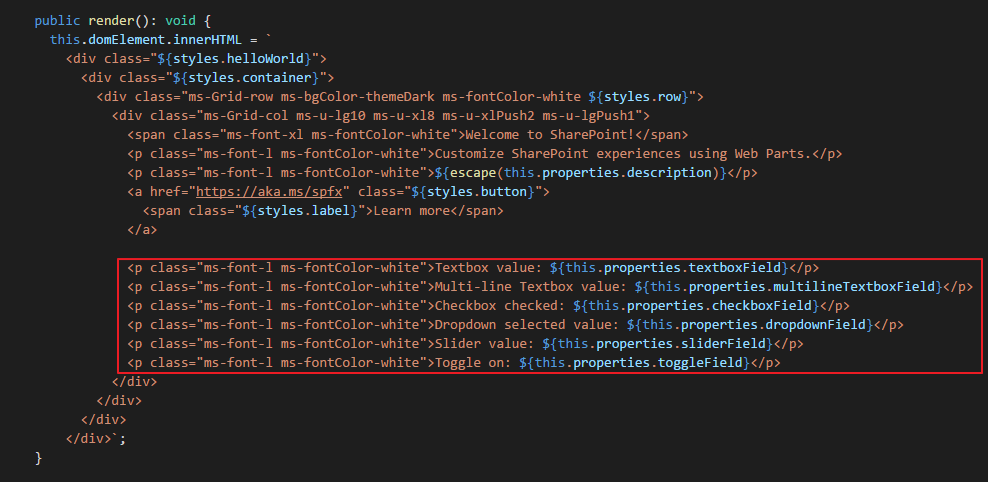 public render(): void {
  this.domElement.innerHTML = `
    <div class="${styles.helloWorld}">
      <div class="${styles.container}">
        <div class="ms-Grid-row ms-bgColor-themeDark ms-fontColor-white ${styles.row}">
          <div class="ms-Grid-col ms-u-lg10 ms-u-xl8 ms-u-xlPush2 ms-u-lgPush1">
            <span class="ms-font-xl ms-fontColor-white">Welcome to SharePoint!</span>
            <p class="ms-font-l ms-fontColor-white">Customize SharePoint experiences using Web Parts.</p>
            <p class="ms-font-l ms-fontColor-white">${escape(this.properties.description)}</p>
            <a href="https://aka.ms/spfx" class="${styles.button}">
              <span class="${styles.label}">Learn more</span>
            </a>

            <p class="ms-font-l ms-fontColor-white">Textbox value: ${this.properties.textboxField}</p>
            <p class="ms-font-l ms-fontColor-white">Multi-line Textbox value: ${this.properties.multilineTextboxField}</p>
            <p class="ms-font-l ms-fontColor-white">Checkbox checked: ${this.properties.checkboxField}</p>
            <p class="ms-font-l ms-fontColor-white">Dropdown selected value: ${this.properties.dropdownField}</p>
            <p class="ms-font-l ms-fontColor-white">Slider value: ${this.properties.sliderField}</p>
            <p class="ms-font-l ms-fontColor-white">Toggle on: ${this.properties.toggleField}</p>
          </div>
        </div>
      </div>
    </div>`;
}